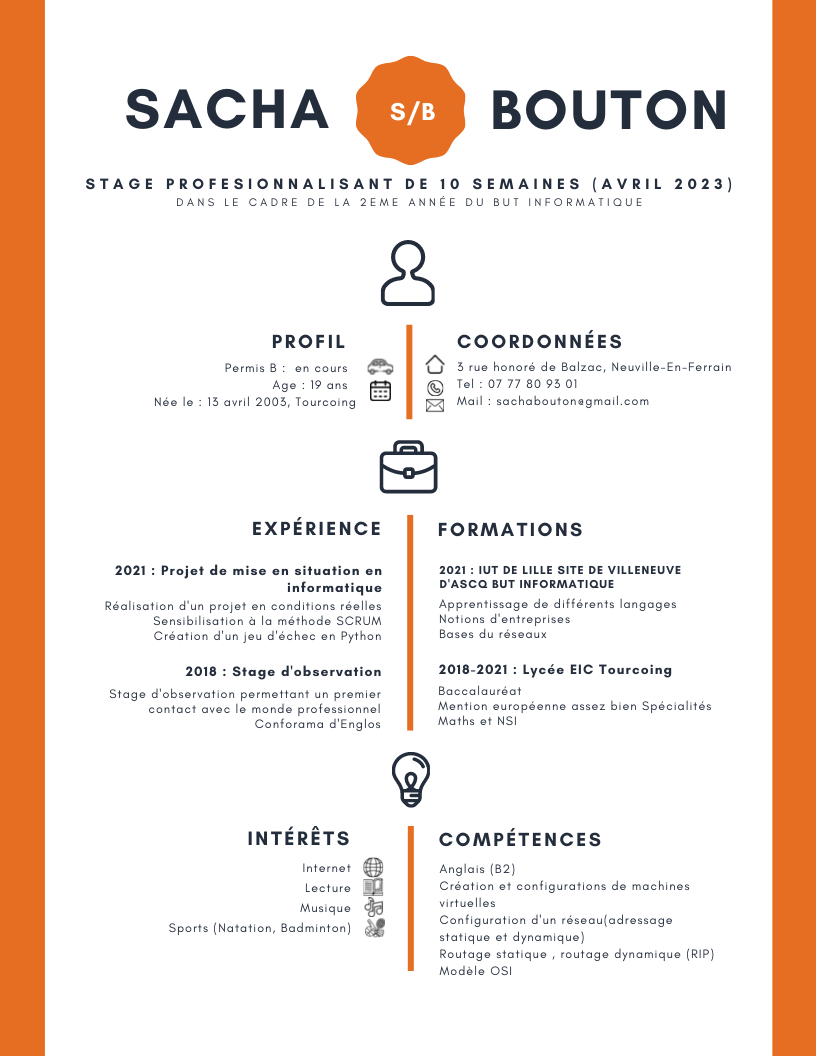 SACHA
S/B
BOUTON
STAGE PROFESIONNALISANT DE 10 SEMAINES (AVRIL 2023)
DANS LE CADRE DE LA 2EME ANNÉE DU BUT INFORMATIQUE
PROFIL
Permis B : en cours
Age : 19 ans
Née le : 13 avril 2003, Tourcoing
COORDONNÉES
3 rue honoré de Balzac, Neuville-En-Ferrain
Tel : 07 77 80 93 01
Mail : sachabouton@gmail.com
EXPÉRIENCE
2021 : Projet de mise en situation en
informatique
Réalisation d'un projet en conditions réelles
Sensibilisation à la méthode SCRUM
Création d'un jeu d'échec en Python
2018 : Stage d'observation
Stage d'observation permettant un premier
contact avec le monde professionnel
Conforama d'Englos
FORMATIONS
2021 : IUT DE LILLE SITE DE VILLENEUVE
D'ASCQ BUT INFORMATIQUE
Apprentissage de différents langages
Notions d'entreprises
Bases du réseaux
2018-2021 : Lycée EIC Tourcoing
Baccalauréat
Mention européenne assez bien Spécialités
Maths et NSI
INTÉRÊTS
Internet
Lecture
Musique
Sports (Natation, Badminton)
COMPÉTENCES
Anglais (B2)
Création et configurations de machines
virtuelles
Configuration d'un réseau(adressage
statique et dynamique)
Routage statique , routage dynamique (RIP)
Modèle OSI